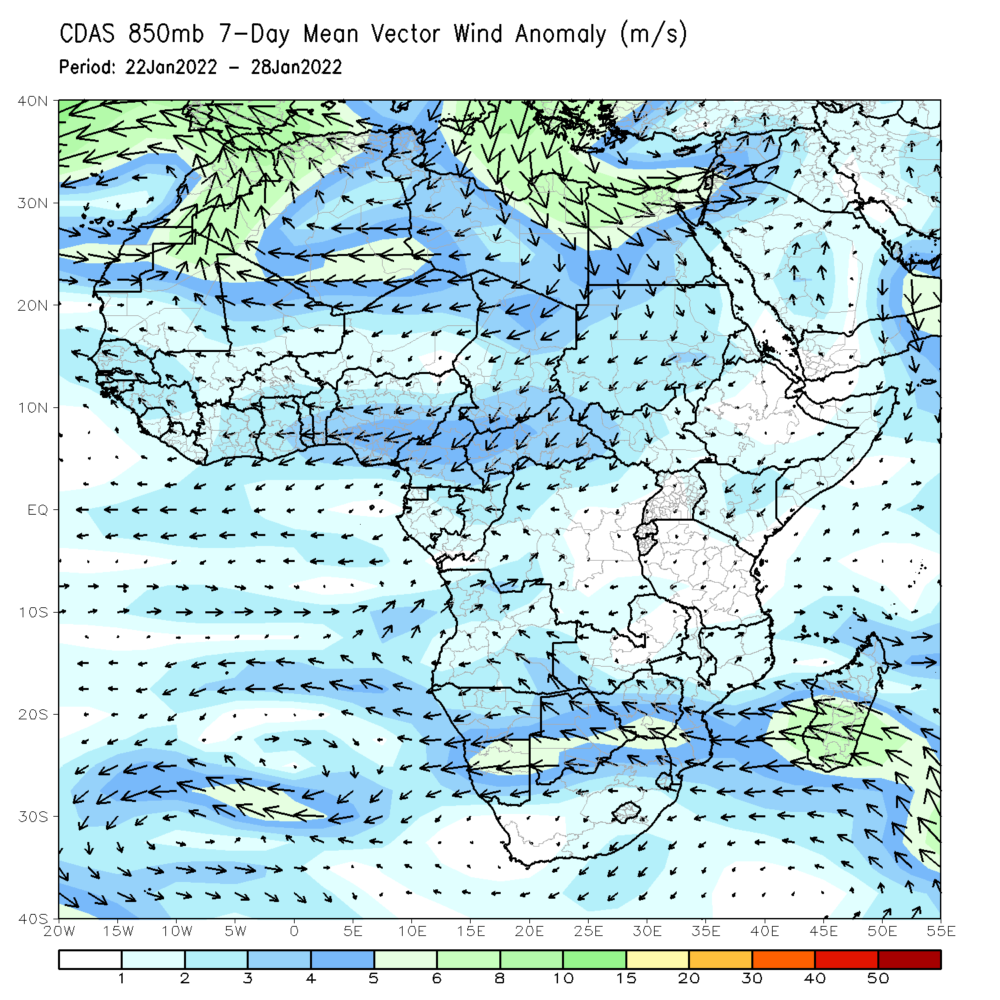 CDAS 850mb 7-Day Mean Vector Wind Anomaly (m/s)
Period: 22Jan2022 - 28Jan2022
40N
30N
20N
10N
EQ
10S
20S
30S
40S
20W 15W 10W 5W 0 5E 10E 15E 20E 25E 30E 35E 40E 45E 50E 55E
1 2 3 4 5 6 8 10 15 20 30 40 50